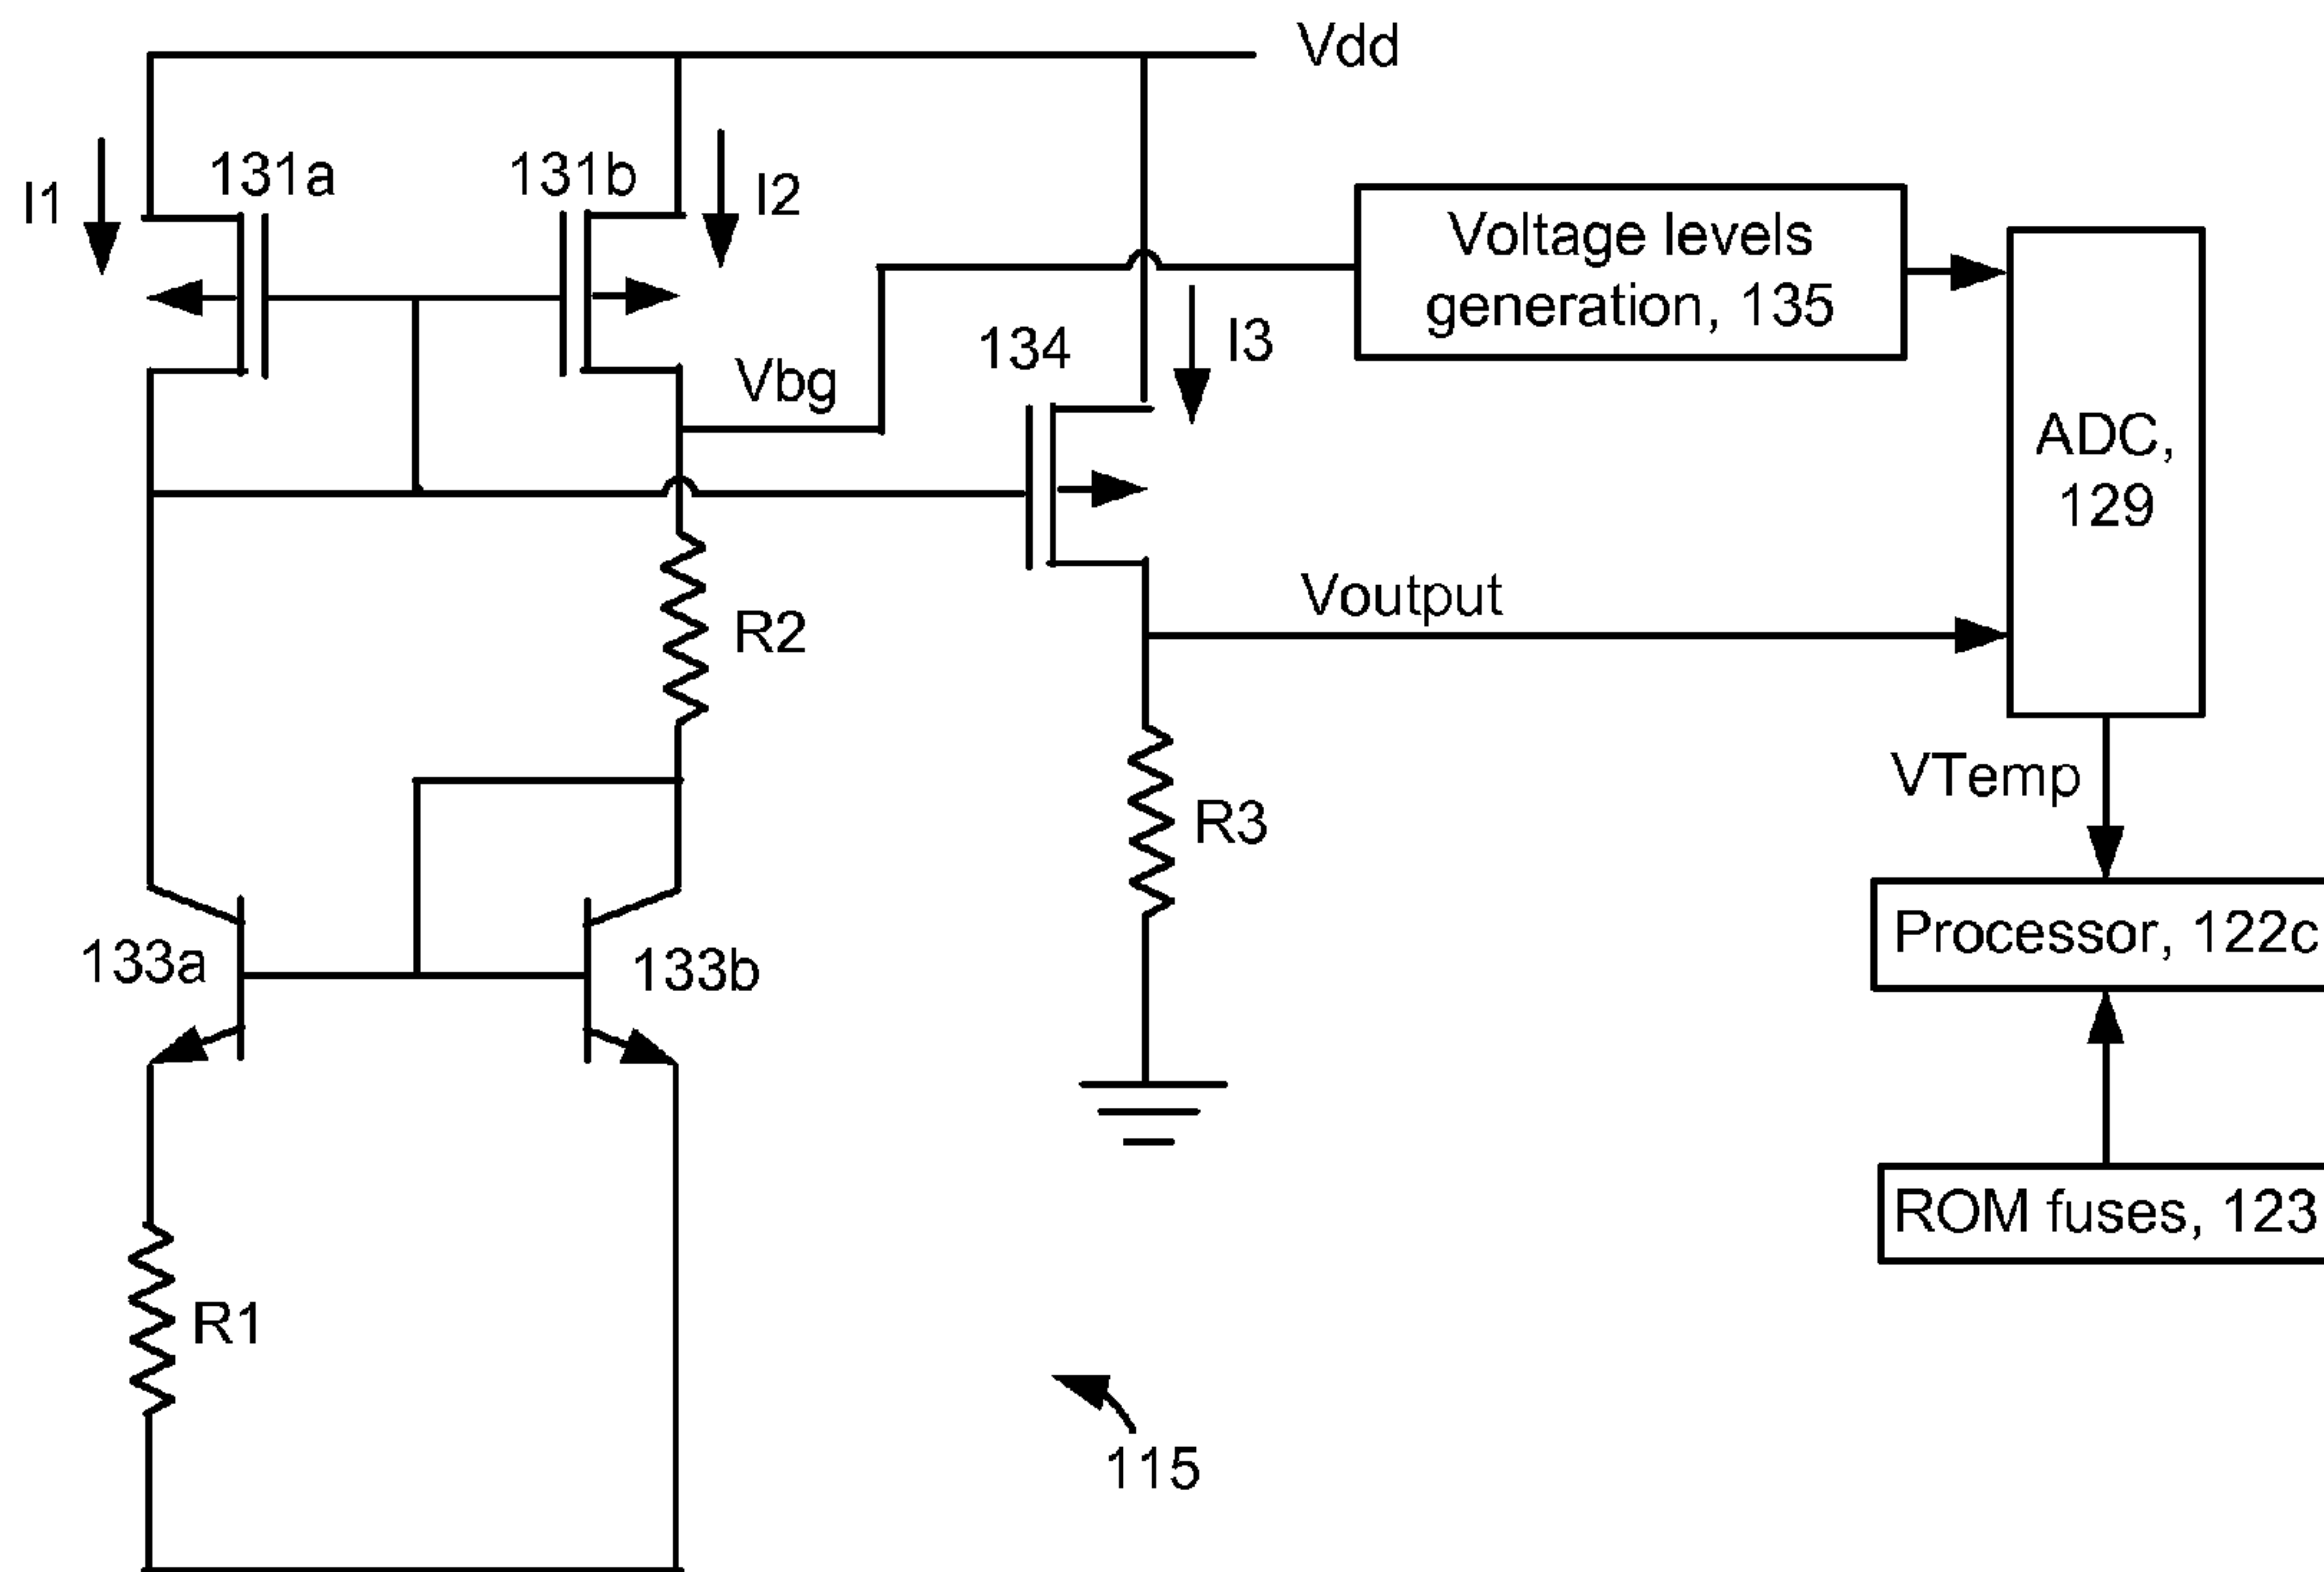 Vdd
I1
131a
131b
I2
Voltage levels
generation, 135
134
I3
Vbg
ADC,
129
Voutput
R2
VTemp
R3
Processor, 122c
133a
133b
ROM fuses, 123
R1
115